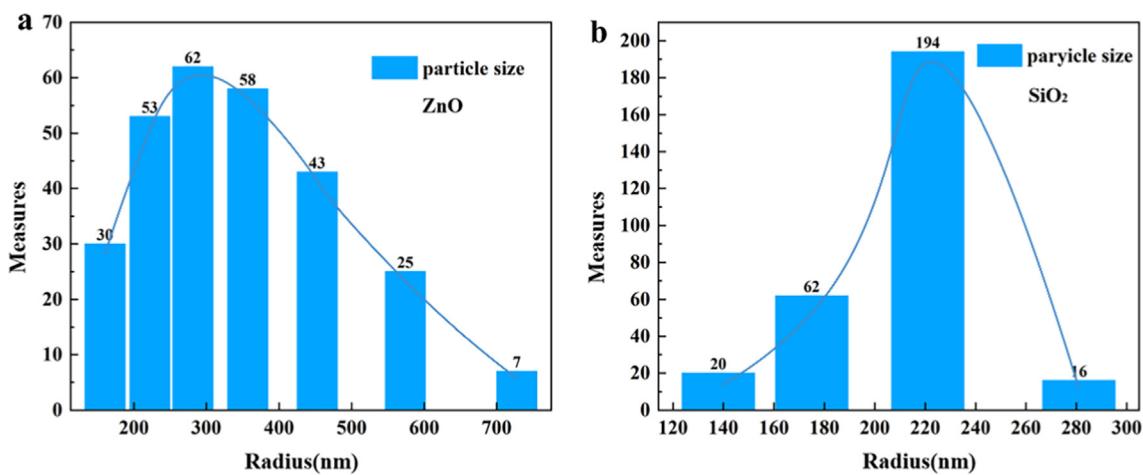 a
70
60
50
40
30
20
10
0
Measures
30
53
62
58
43
25
7
particle size
ZnO
200 300 400 500 600 700
Radius(nm)
b
200
180
160
140
120
100
80
60
40
20
0
Measures
20
62
194
16
paryicle size
SiO₂
120 140 160 180 200 220 240 260 280 300
Radius(nm)